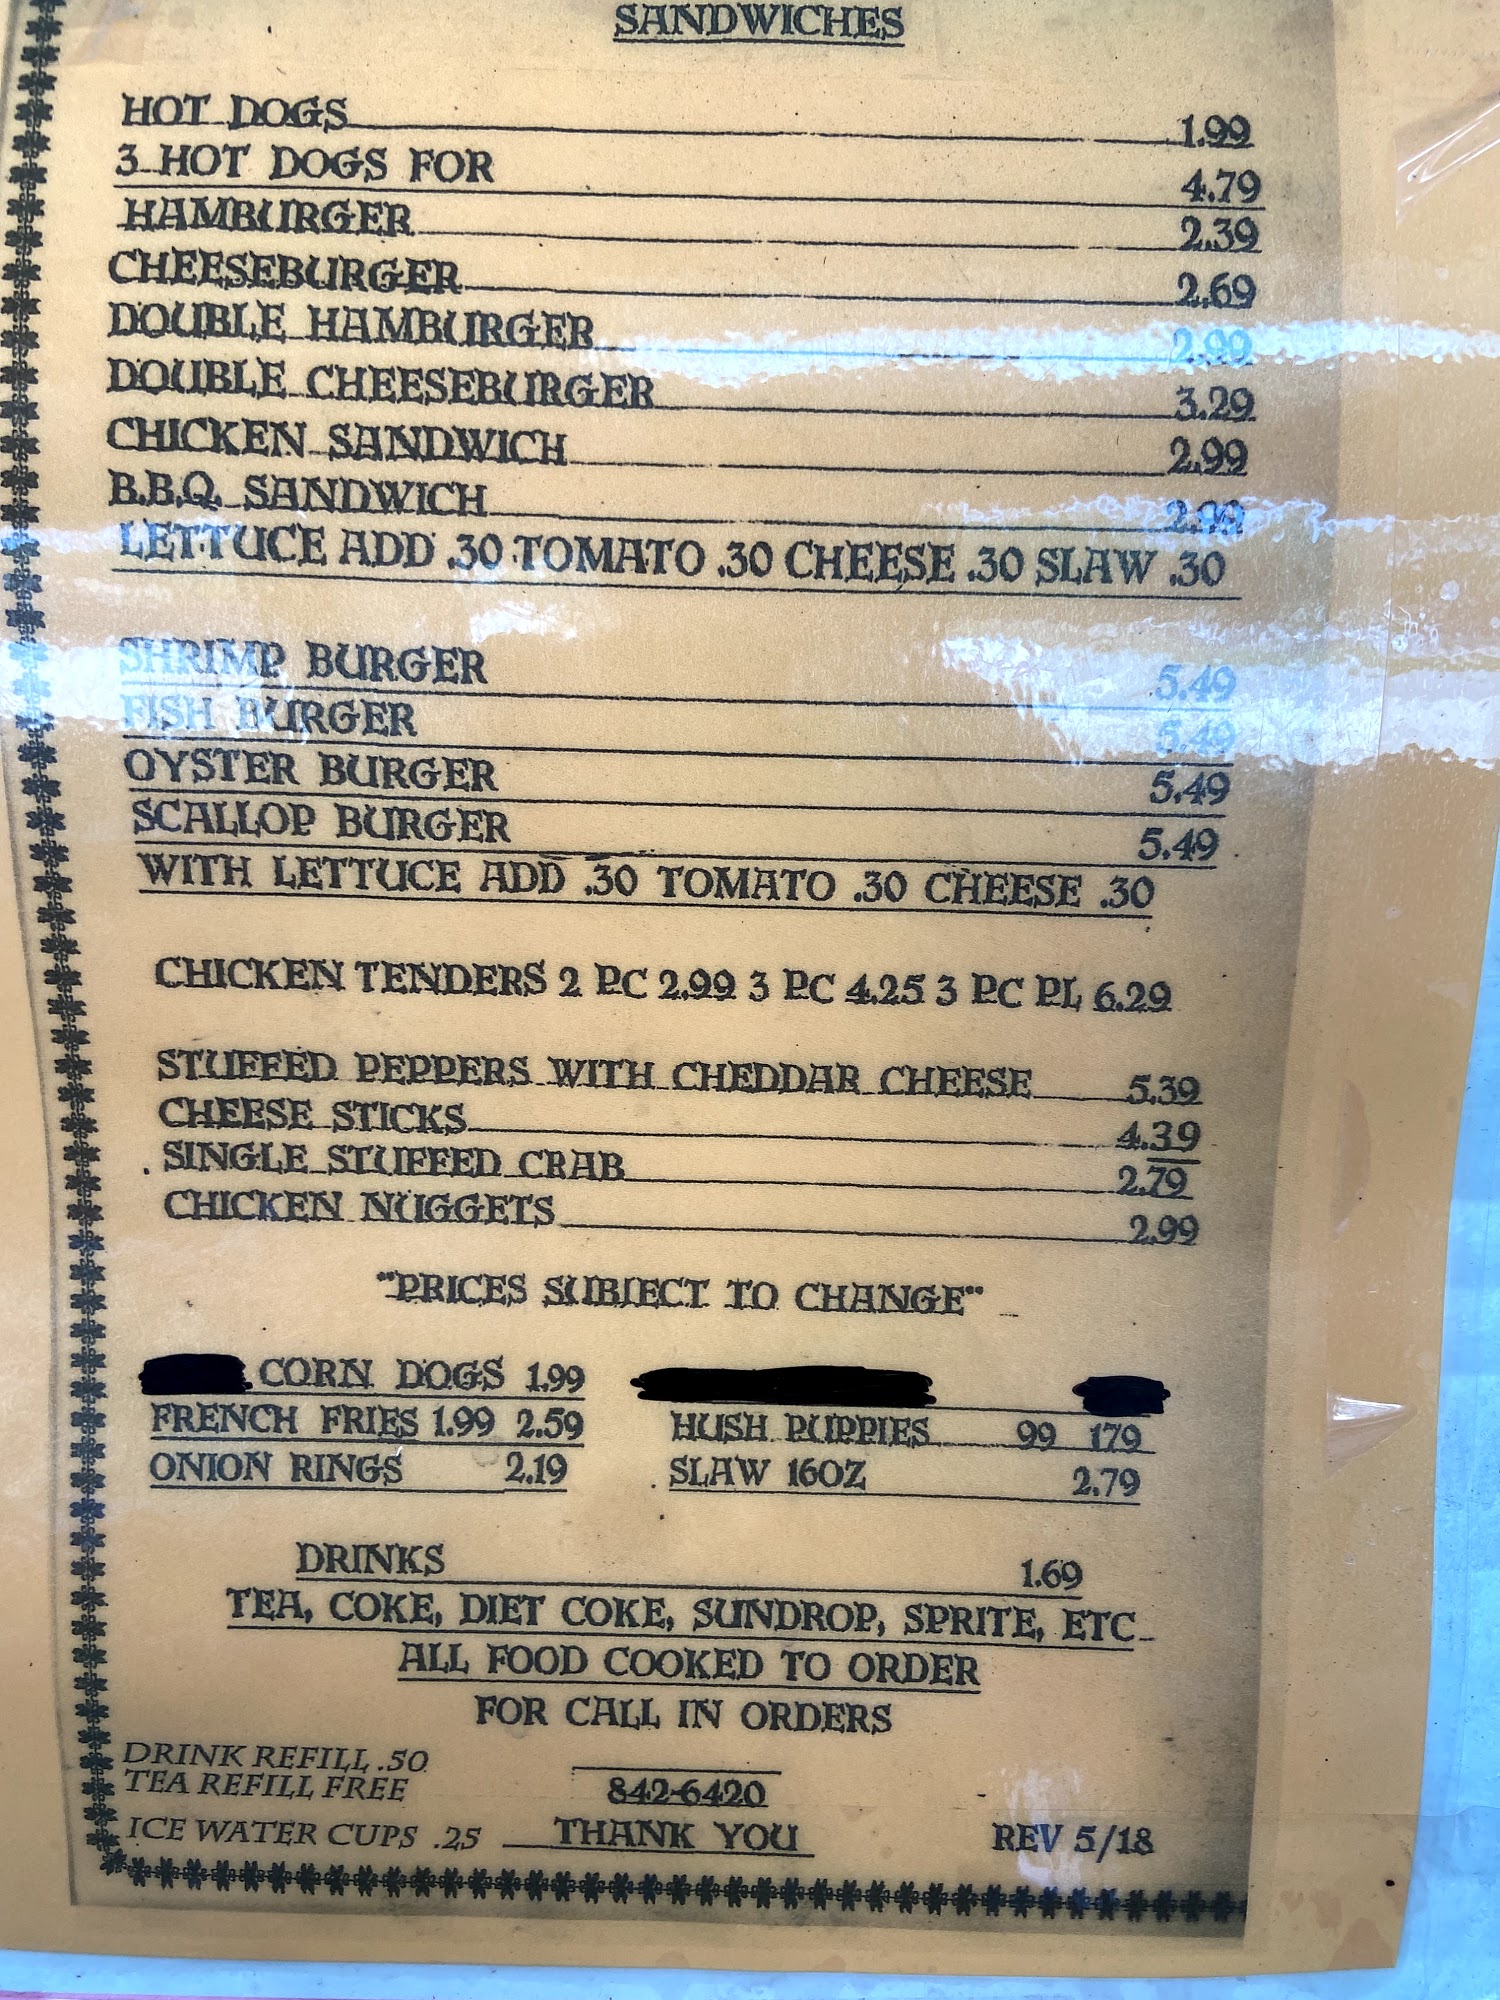 SANDWICHES
HOT DOGS 1.99
3 HOT DOGS FOR 4.79
HAMBURGER 2.39
CHEESEBURGER 2.69
DOUBLE HAMBURGER 2.99
DOUBLE CHEESEBURGER 3.29
CHICKEN SANDWICH 2.99
B.B.Q. SANDWICH 2.99
LETTUCE ADD .30 TOMATO .30 CHEESE .30 SLAW .30
SHRIMP BURGER 5.49
FISH BURGER 5.49
OYSTER BURGER 5.49
SCALLOP BURGER 5.49
WITH LETTUCE ADD .30 TOMATO .30 CHEESE .30
CHICKEN TENDERS 2 PC 2.99 3 PC 4.25 3 PC PL 6.29
STUFFED PEPPERS WITH CHEDDAR CHEESE 5.39
CHEESE STICKS 4.39
. SINGLE STUFFED CRAB 2.79
CHICKEN NUGGETS 2.99
"PRICES SUBJECT TO CHANGE"
CORN DOGS 1.99
FRENCH FRIES 1.99 2.59 HUSH PUPPIES 99 179
ONION RINGS 2.19 . SLAW 16OZ 2.79
DRINKS 1.69
TEA, COKE, DIET COKE, SUNDROP, SPRITE, ETC
ALL FOOD COOKED TO ORDER
FOR CALL IN ORDERS
DRINK REFILL .50
TEA REFILL FREE 842-6420
ICE WATER CUPS .25 THANK YOU REV 5/18